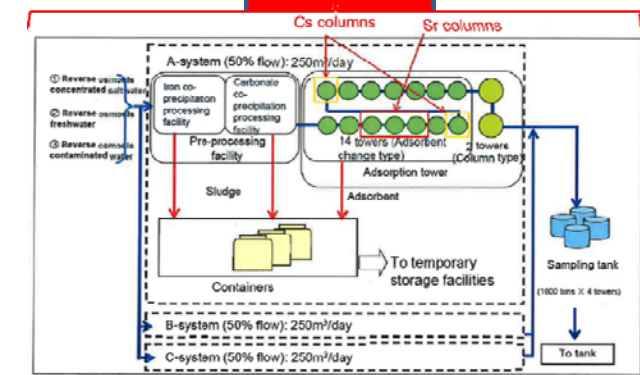 Cs columns
Sr columns
A-system (50% flow): 250m³/day
① Reverse osmosis
concentrated saltwater
② Reverse osmosis
freshwater
③ Reverse osmosis
contaminated water
Iron co-
precipitation
processing
facility
Carbonate
co-
precipitation
processing
facility
Pre-processing
facility
14 towers (Adsorbent
change type)
2
towers
(Column type)
Adsorption tower
Sludge
Adsorbent
Containers
To temporary
storage facilities
Sampling tank
(1000 tons X 4 towers)
To tank
B-system (50% flow): 250m³/day
C-system (50% flow): 250m³/day